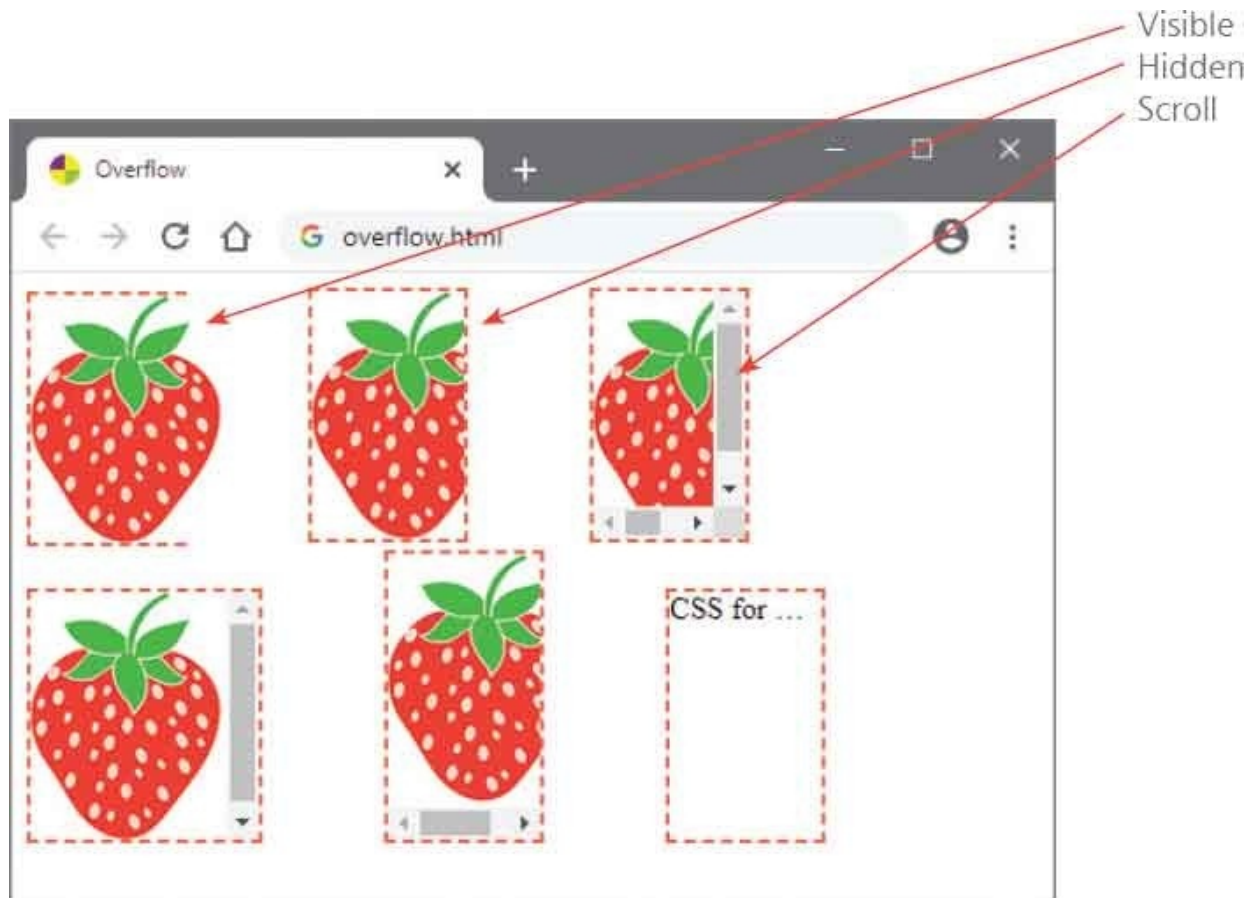 Visible
Hidden
Scroll
Overflow
G overflow.html
CSS for …